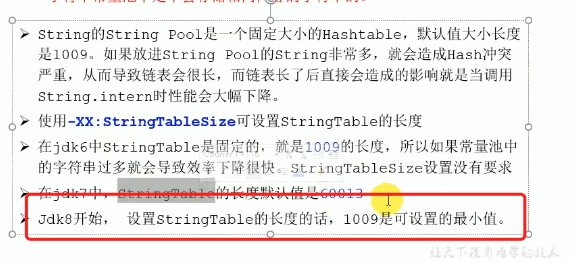 String的String Pool是一个固定大小的Hashtable，默认值大小长度
是1009。如果放进String Pool的String非常多，就会造成Hash冲突
严重，从而导致链表会很长，而链表长了后直接会造成的影响就是当调用
String.intern时性能会大幅下降。
使用-XX:StringTableSize可设置StringTable的长度
在jdk6中StringTable是固定的，就是1009的长度，所以如果常量池中
的字符串过多就会导致效率下降很快。StringTableSize设置没有要求
在jdk7中，StringTable的长度默认值是60013
Jdk8开始， 设置StringTable的长度的话，1009是可设置的最小值。
让天下没有难学的技术